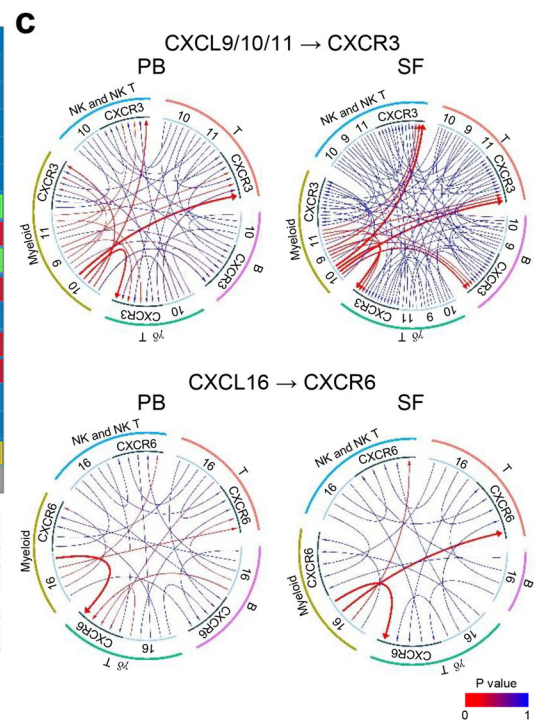 C
CXCL9/10/11 → CXCR3
PB
SF
NK and NK T
CXCR3
10
10
11
T
CXCR3
B
10
CXCR3
γδ T
10
CXCR3
Myeloid
CXCR3
11
9
10
NK and NK T
CXCR3
10 9 11
10 9 11
T
CXCR3
B
10
9
CXCR3
γδ T
10 9 11
CXCR3
Myeloid
CXCR3
11
9
10
CXCL16 → CXCR6
PB
SF
NK and NK T
CXCR6
16
16
T
CXCR6
B
16
CXCR6
γδ T
16
CXCR6
Myeloid
CXCR6
16
NK and NK T
CXCR6
16
16
T
CXCR6
B
16
γδ T
16
CXCR6
Myeloid
CXCR6
16
P value
0 1